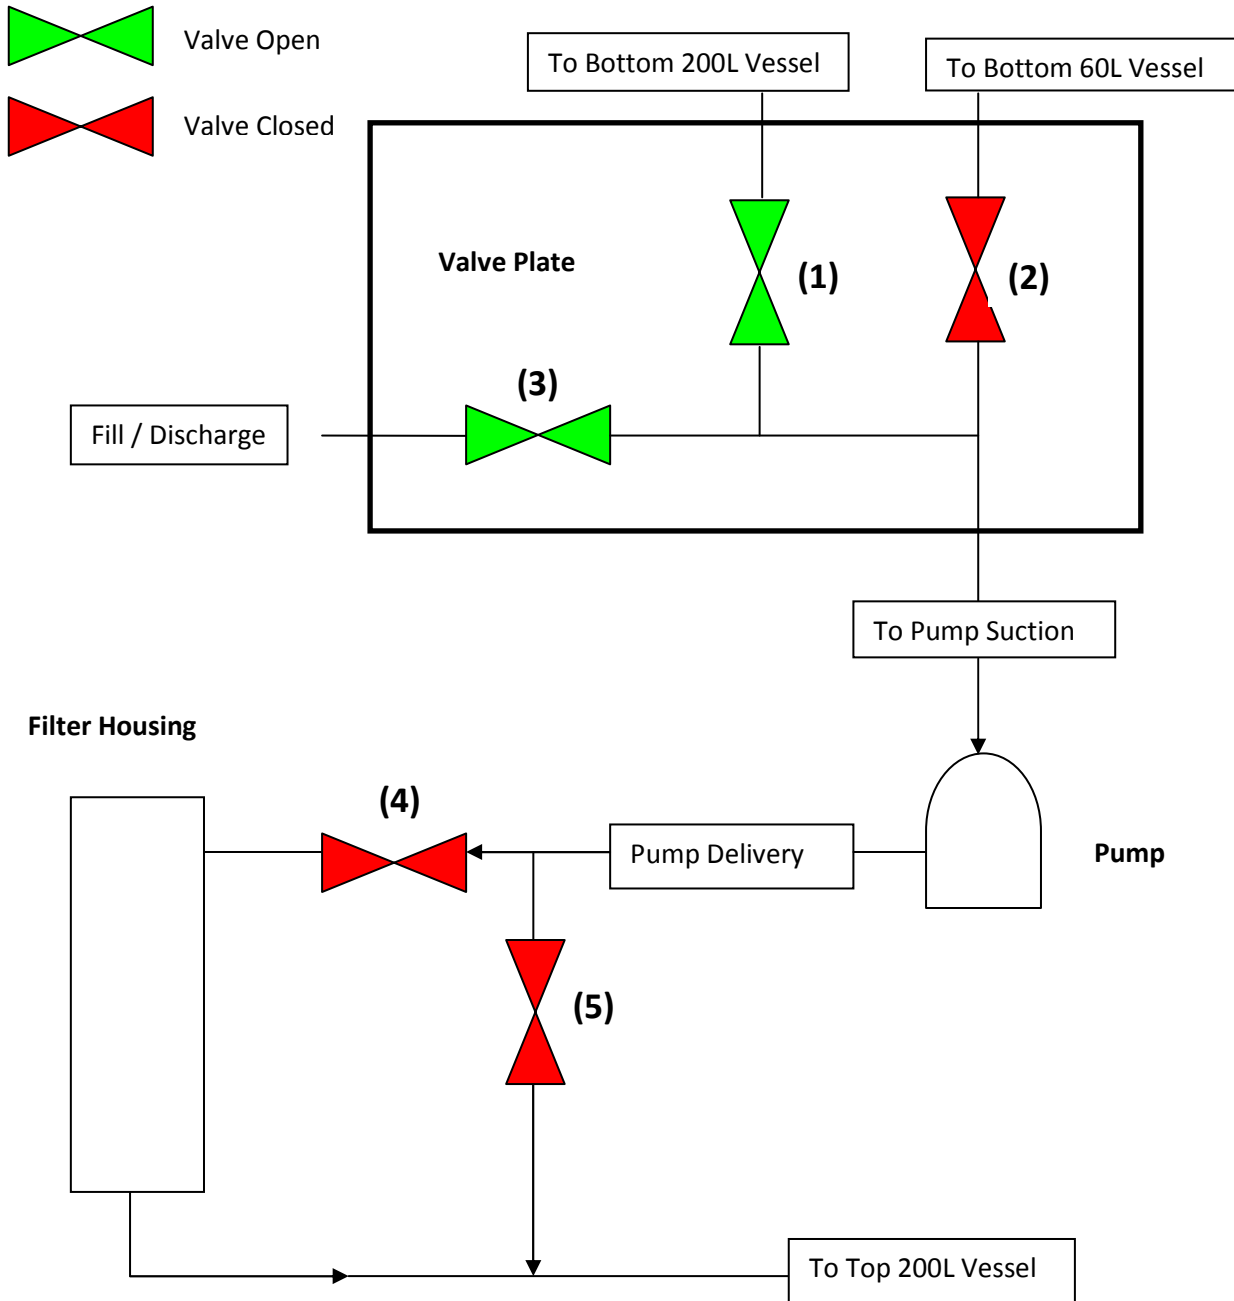 Valve Open
To Bottom 200L Vessel
To Bottom 60L Vessel
Valve Closed
Valve Plate
(1)
(2)
(3)
Fill / Discharge
To Pump Suction
Filter Housing
(4)
Pump Delivery
Pump
(5)
To Top 200L Vessel